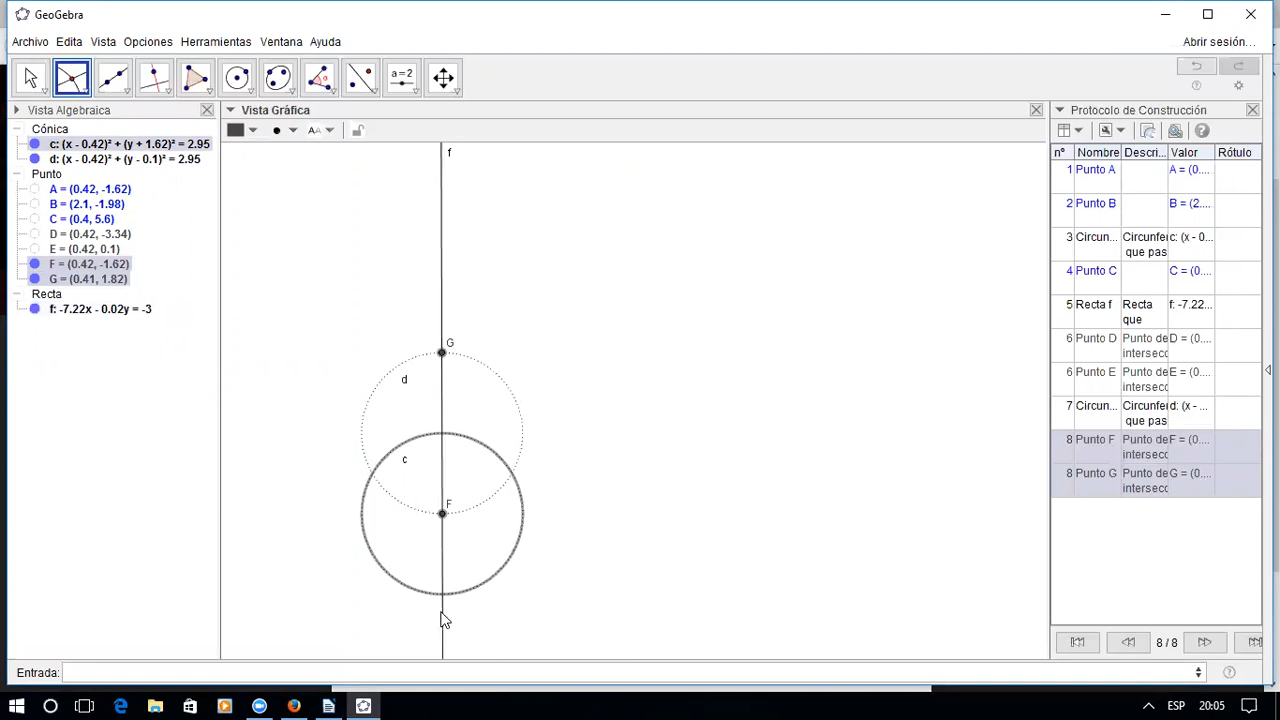 GeoGebra
Archivo Edita Vista Opciones Herramientas Ventana Ayuda
Abrir sesión...
a=2
Vista Algebraica
Vista Gráfica
Protocolo de Construcción
AA
Cónica
c: (x - 0.42)² + (y + 1.62)² = 2.95
d: (x - 0.42)² + (y - 0.1)² = 2.95
Punto
A = (0.42, -1.62)
B = (2.1, -1.98)
C = (0.4, 5.6)
D = (0.42, -3.34)
E = (0.42, 0.1)
F = (0.42, -1.62)
G = (0.41, 1.82)
Recta
f: -7.22x - 0.02y = -3
f
G
d
c
F
nº Nombre Descri... Valor Rótulo
1 Punto A A = (0....
2 Punto B B = (2....
3 Circun... Circunfe c: (x - 0...
que pas
4 Punto C C = (0....
5 Recta f Recta f: -7.22...
que
6 Punto D Punto de D = (0....
intersecc
6 Punto E Punto de E = (0....
intersecc
7 Circun... Circunfe d: (x - ...
que pas
8 Punto F Punto de F = (0....
intersecc
8 Punto G Punto de G = (0....
intersecc
8 / 8
Entrada:
ESP 20:05